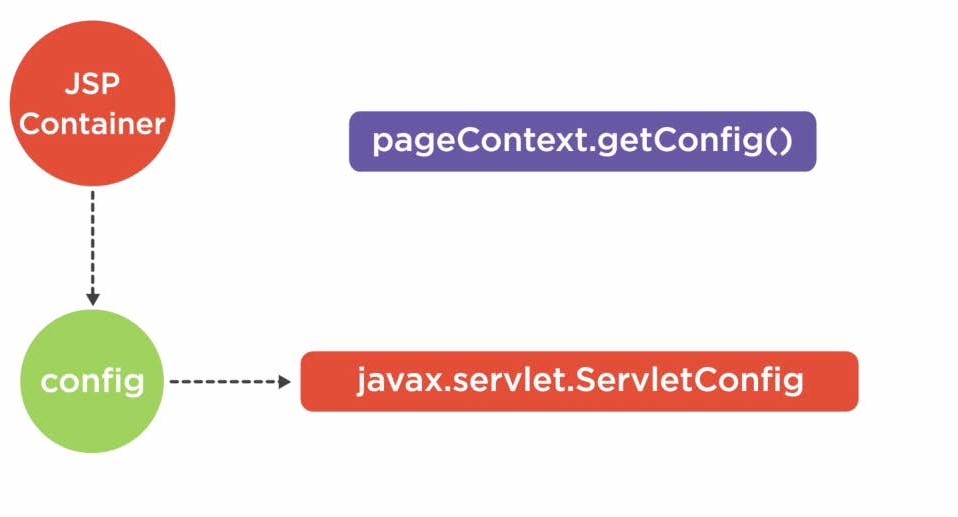 JSP
Container
pageContext.getConfig()
config
javax.servlet.ServletConfig